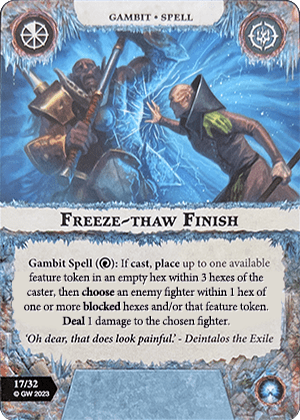 GAMBIT • SPELL
FREEZE-THAW FINISH
Gambit Spell (): If cast, place up to one available
feature token in an empty hex within 3 hexes of the
caster, then choose an enemy fighter within 1 hex of
one or more blocked hexes and/or that feature token.
Deal 1 damage to the chosen fighter.
‘Oh dear, that does look painful.’ - Deintalos the Exile
17/32
© GW 2023